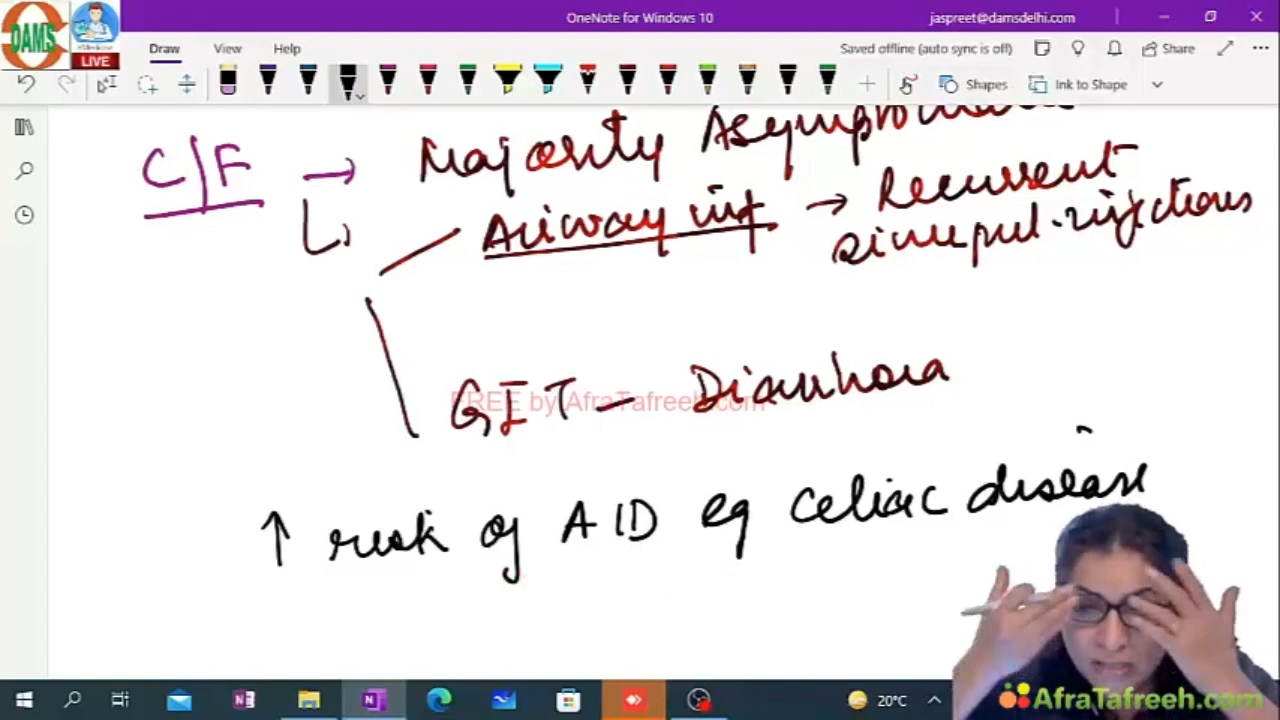 DAMS
eMedicoz
LIVE
OneNote for Windows 10
jaspreet@damsdelhi.com
Draw View Help
Saved offline (auto sync is off)
Share
Shapes
Ink to Shape
C/F → Majority Asymptomatic
Airway inf → Recurrent
sinupul. infections
GIT - Diarrhoea
FREE by AfraTafreeh.com
↑ risk of AID eg celiac disease
20°C
AfraTafreeh.com